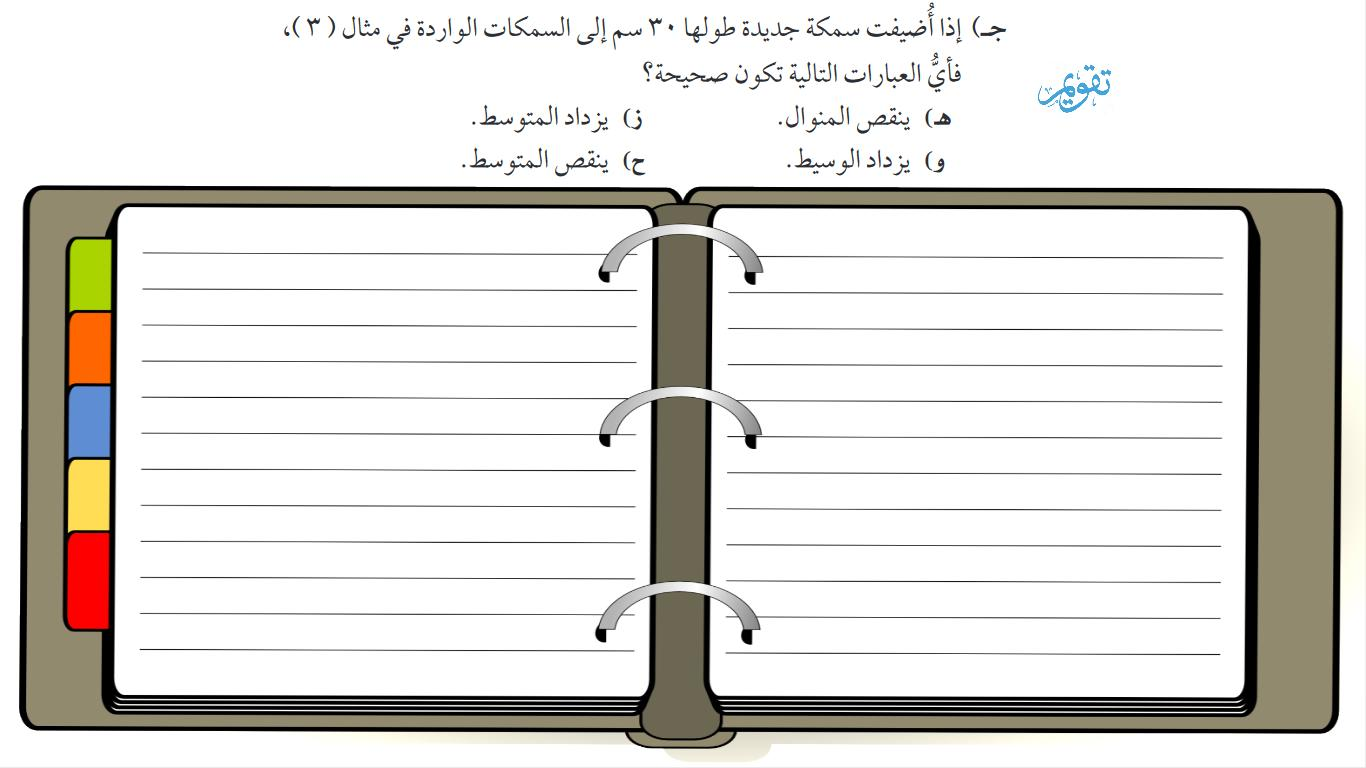 جـ) إذا أُضيفت سمكة جديدة طولها ٣٠ سم إلى السمكات الواردة في مثال (٣)،
فأيُّ العبارات التالية تكون صحيحة؟
تقويم
هـ) ينقص المنوال. ز) يزداد المتوسط.
و) يزداد الوسيط. ح) ينقص المتوسط.